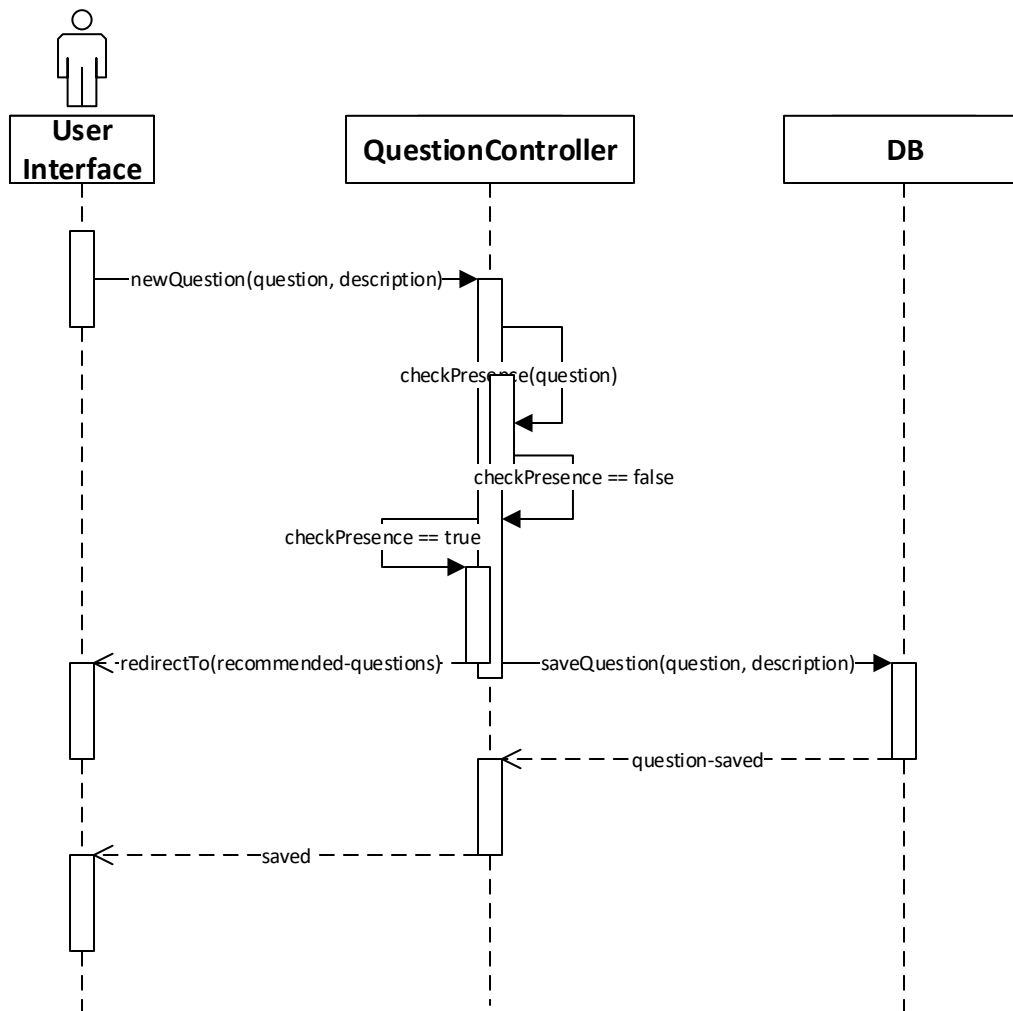 User
Interface
QuestionController
DB
newQuestion(question, description)
checkPresence(question)
checkPresence == false
checkPresence == true
redirectTo(recommended-questions)
saveQuestion(question, description)
question-saved
saved